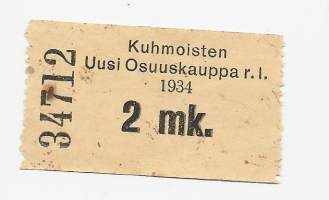 34712
Kuhmoisten
Uusi Osuuskauppa r. l.
1934
2 mk.